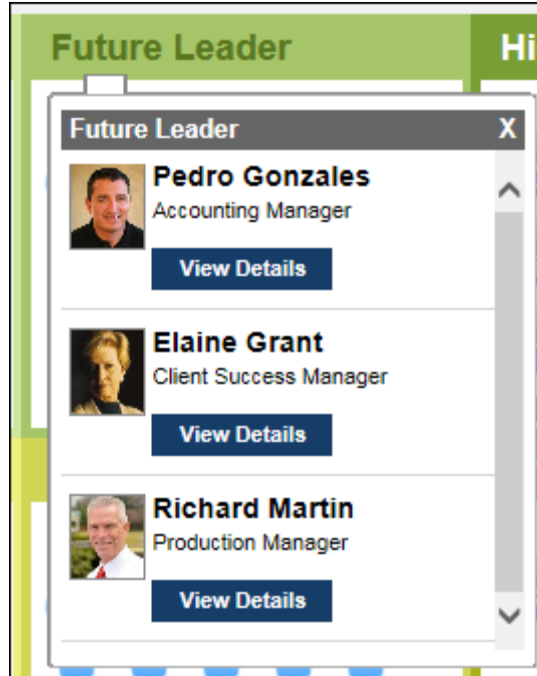 Future Leader
Hi
Future Leader X
Pedro Gonzales
Accounting Manager
View Details
Elaine Grant
Client Success Manager
View Details
Richard Martin
Production Manager
View Details